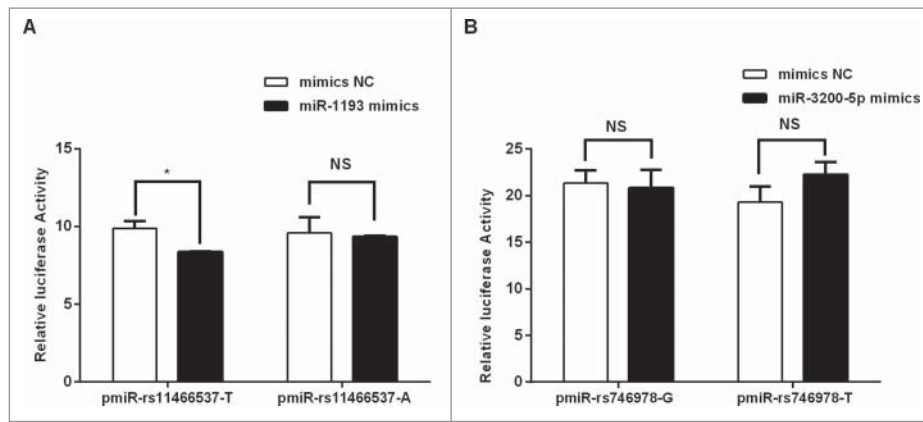 A
mimics NC
miR-1193 mimics
Relative luciferase Activity
15
10
5
0
*
NS
pmiR-rs11466537-T
pmiR-rs11466537-A
B
mimics NC
miR-3200-5p mimics
Relative luciferase Activity
25
20
15
10
5
0
NS
NS
pmiR-rs746978-G
pmiR-rs746978-T